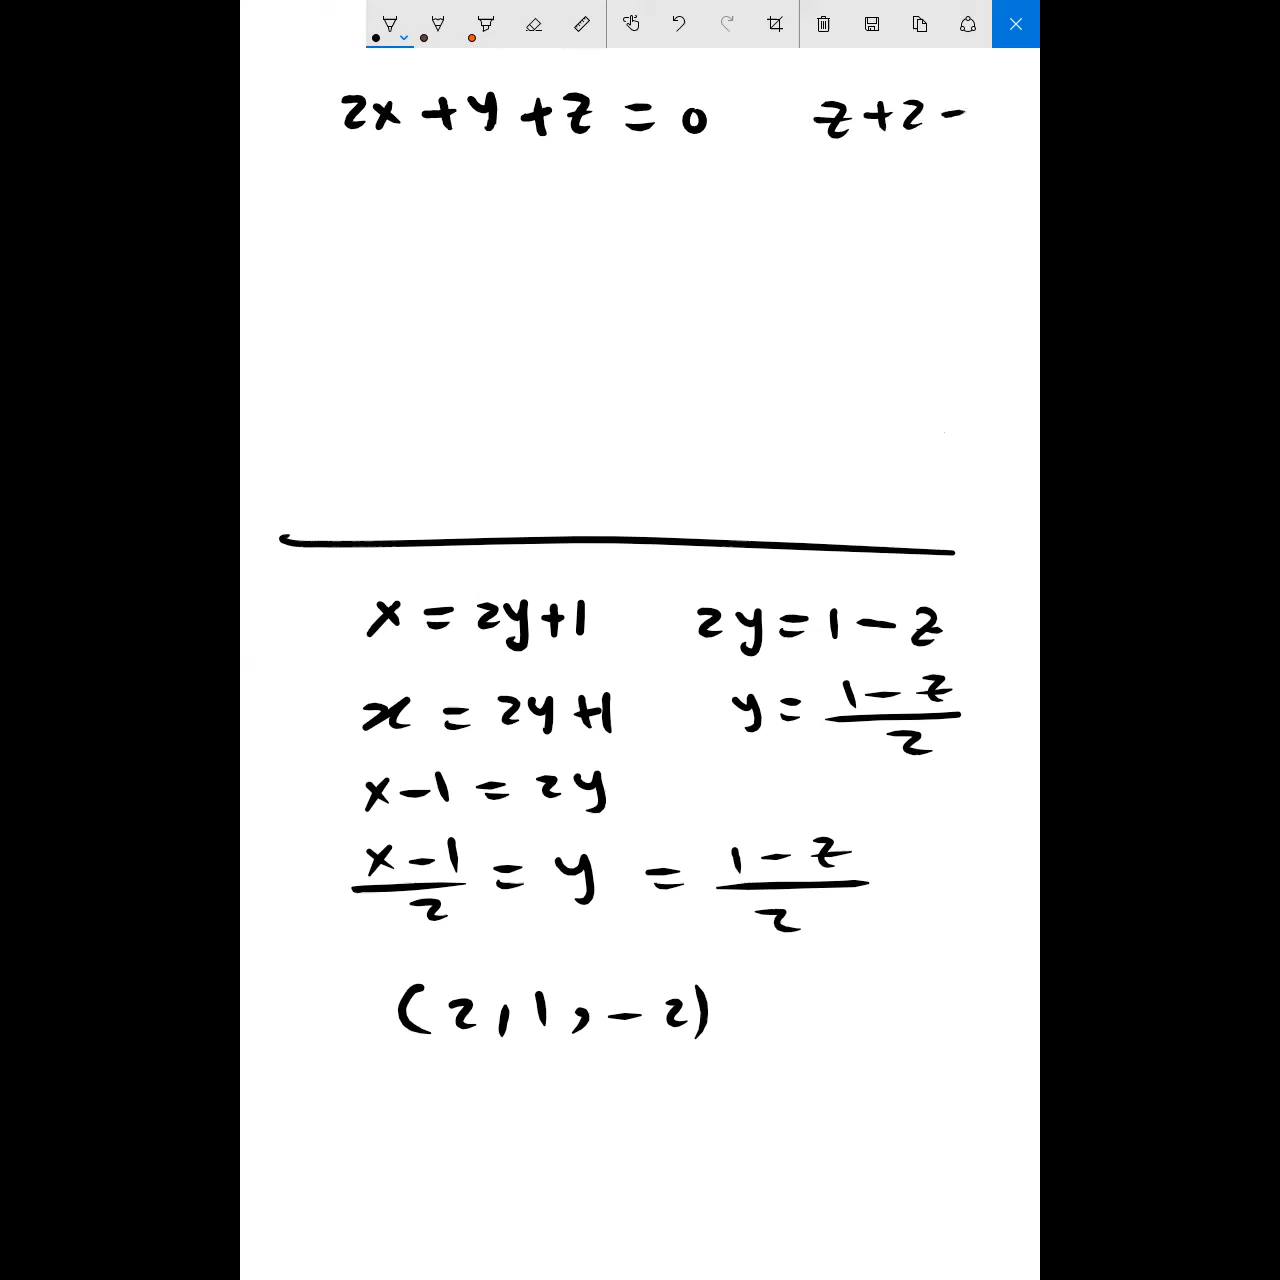 2x + y + z = 0 z + 2 -
x = 2y + 1 2y = 1 - z
x = 2y + 1 y = (1 - z)/2
x - 1 = 2y
(x - 1)/2 = y = (1 - z)/2
(2, 1, -2)